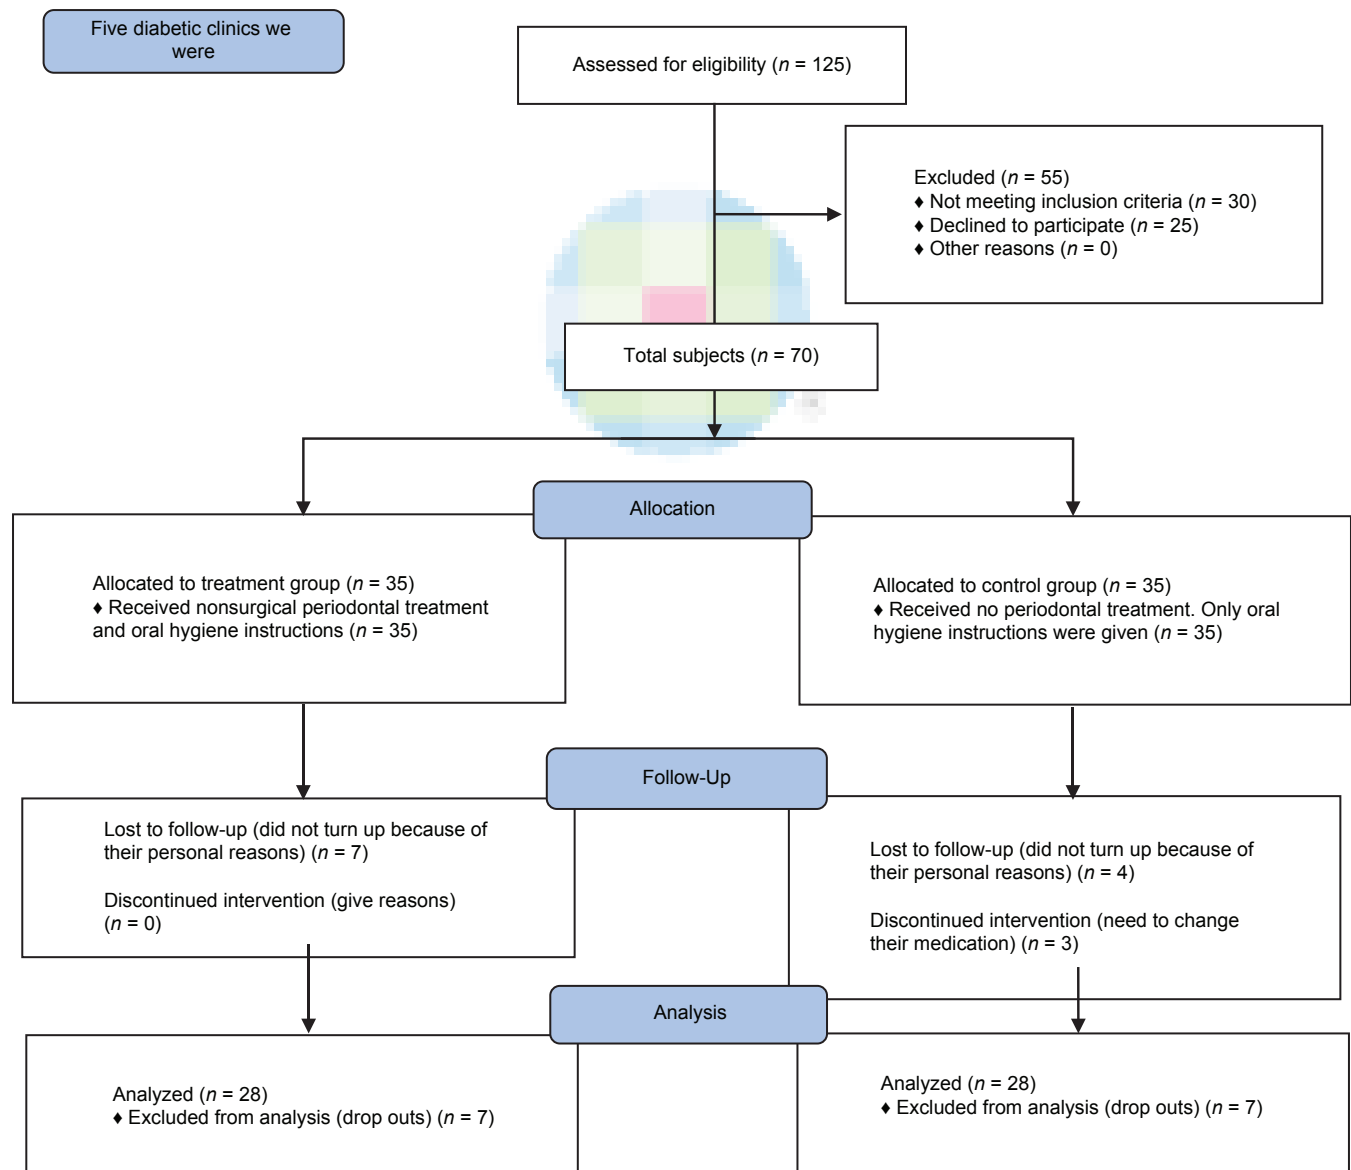 Five diabetic clinics we
were
Assessed for eligibility (n = 125)
Excluded (n = 55)
♦ Not meeting inclusion criteria (n = 30)
♦ Declined to participate (n = 25)
♦ Other reasons (n = 0)
Total subjects (n = 70)
Allocation
Allocated to treatment group (n = 35)
♦ Received nonsurgical periodontal treatment
and oral hygiene instructions (n = 35)
Allocated to control group (n = 35)
♦ Received no periodontal treatment. Only oral
hygiene instructions were given (n = 35)
Follow-Up
Lost to follow-up (did not turn up because of
their personal reasons) (n = 7)
Discontinued intervention (give reasons)
(n = 0)
Lost to follow-up (did not turn up because of
their personal reasons) (n = 4)
Discontinued intervention (need to change
their medication) (n = 3)
Analysis
Analyzed (n = 28)
♦ Excluded from analysis (drop outs) (n = 7)
Analyzed (n = 28)
♦ Excluded from analysis (drop outs) (n = 7)